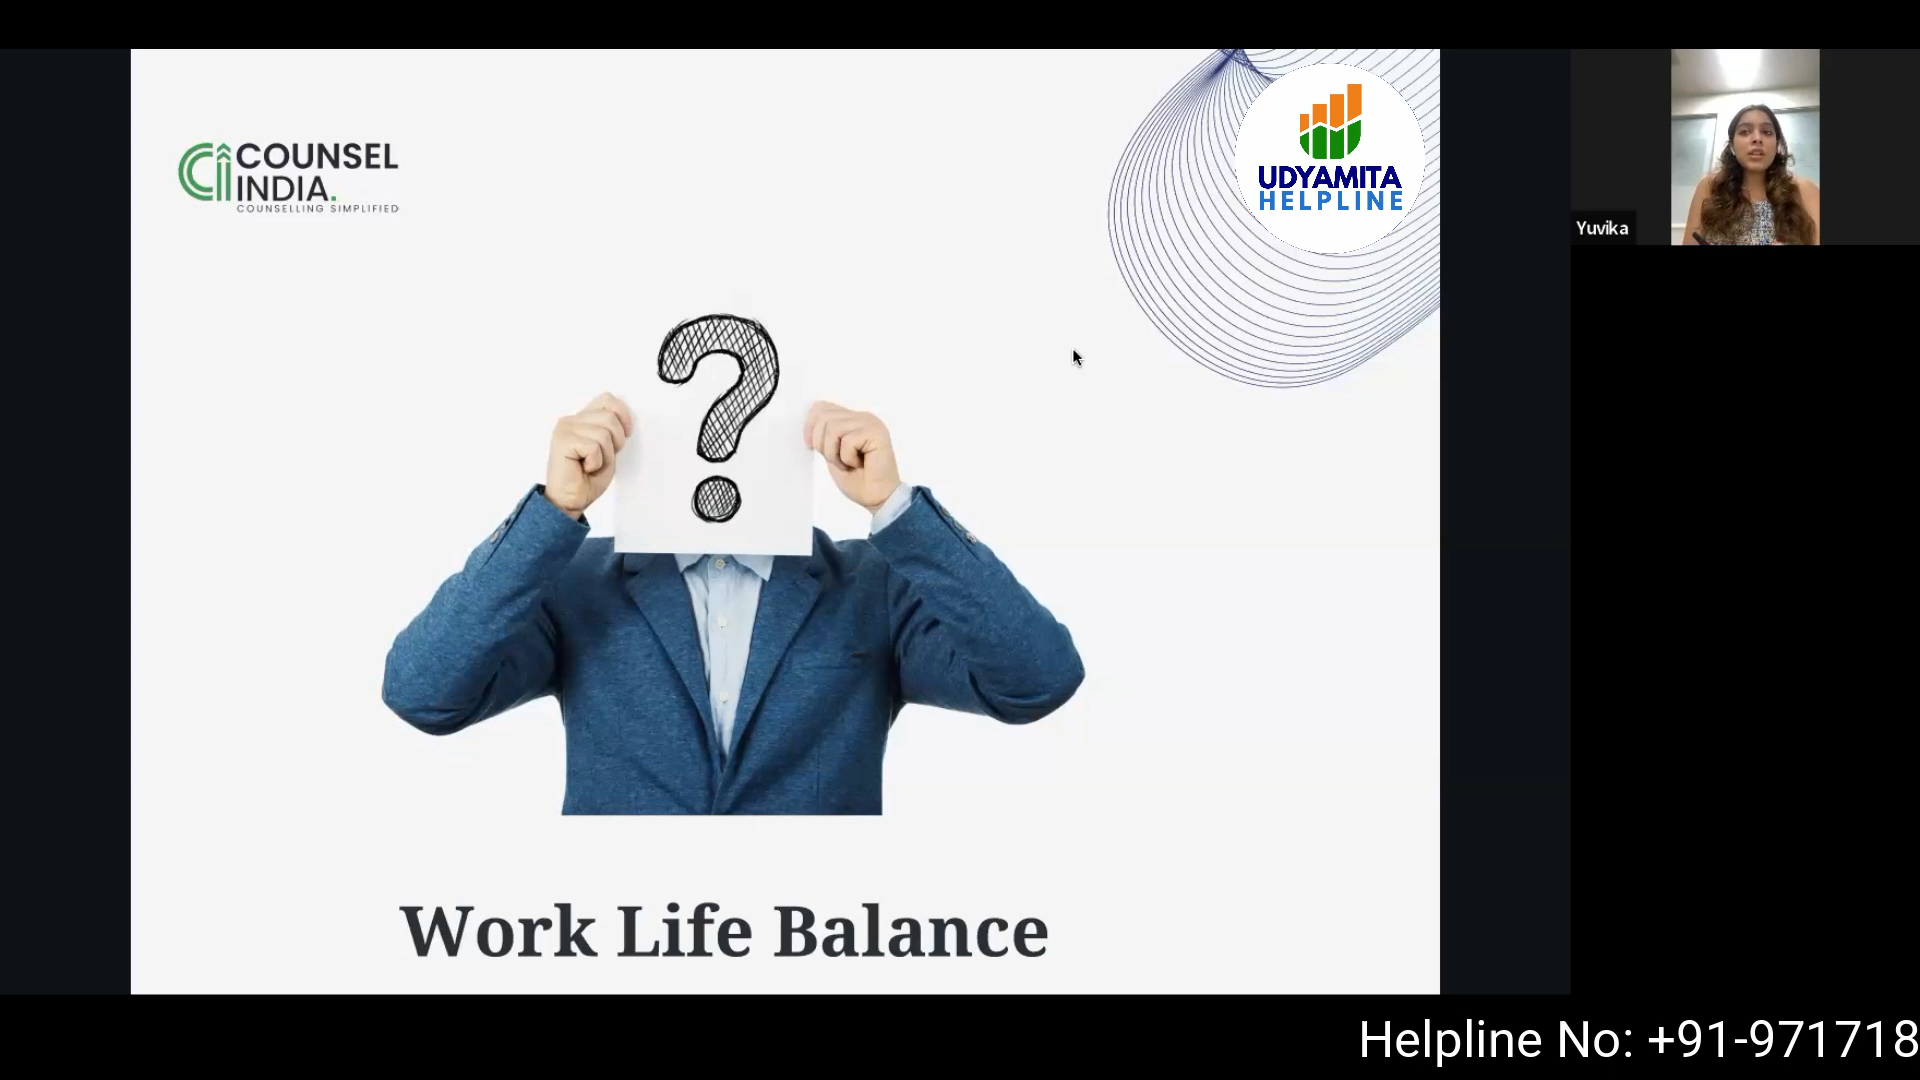 COUNSEL
INDIA.
COUNSELLING SIMPLIFIED
UDYAMITA
HELPLINE
Yuvika
?
Work Life Balance
Helpline No: +91-971718